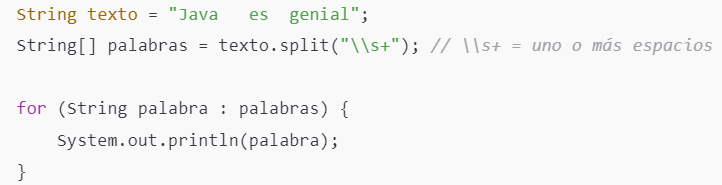 String texto = "Java   es  genial";
String[] palabras = texto.split("\\s+"); // \\s+ = uno o más espacios
for (String palabra : palabras) {
    System.out.println(palabra);
}